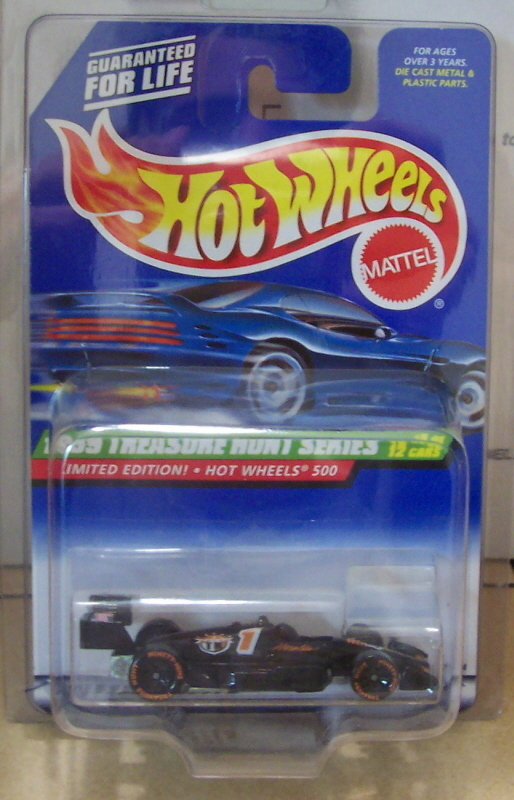 GUARANTEED
FOR LIFE
FOR AGES
OVER 3 YEARS.
DIE CAST METAL &
PLASTIC PARTS.
HOT WHEELS
MATTEL
®
1999 TREASURE HUNT SERIES
12 CARS
LIMITED EDITION! • HOT WHEELS® 500
1